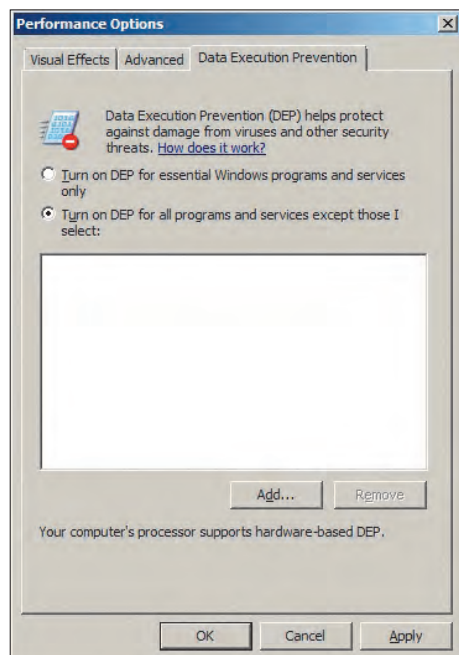 Performance Options
Visual Effects
Advanced
Data Execution Prevention
Data Execution Prevention (DEP) helps protect
against damage from viruses and other security
threats. How does it work?
Turn on DEP for essential Windows programs and services
only
Turn on DEP for all programs and services except those I
select:
Add...
Remove
Your computer's processor supports hardware-based DEP.
OK
Cancel
Apply